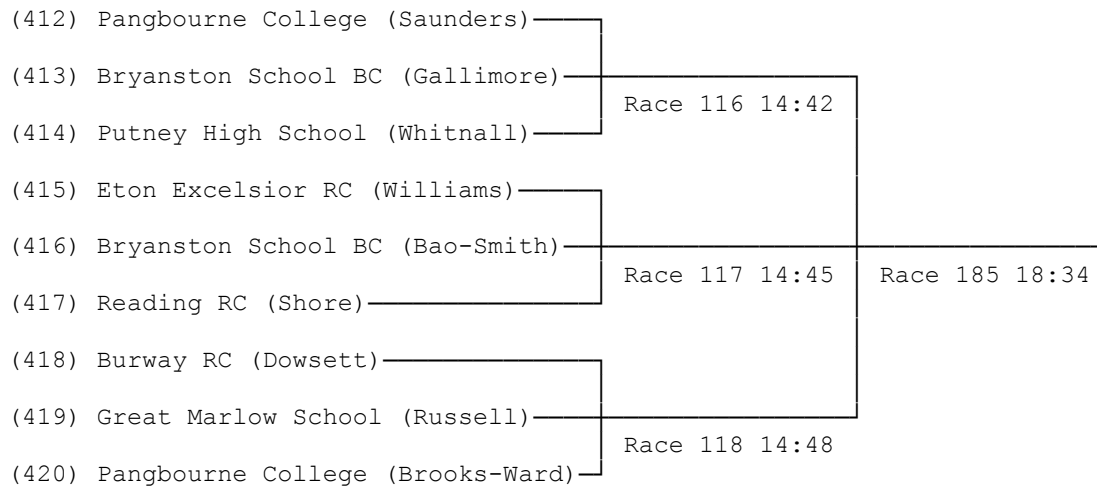 (412) Pangbourne College (Saunders)
(413) Bryanston School BC (Gallimore)
Race 116 14:42
(414) Putney High School (Whitnall)
(415) Eton Excelsior RC (Williams)
(416) Bryanston School BC (Bao-Smith)
Race 117 14:45 Race 185 18:34
(417) Reading RC (Shore)
(418) Burway RC (Dowsett)
(419) Great Marlow School (Russell)
Race 118 14:48
(420) Pangbourne College (Brooks-Ward)